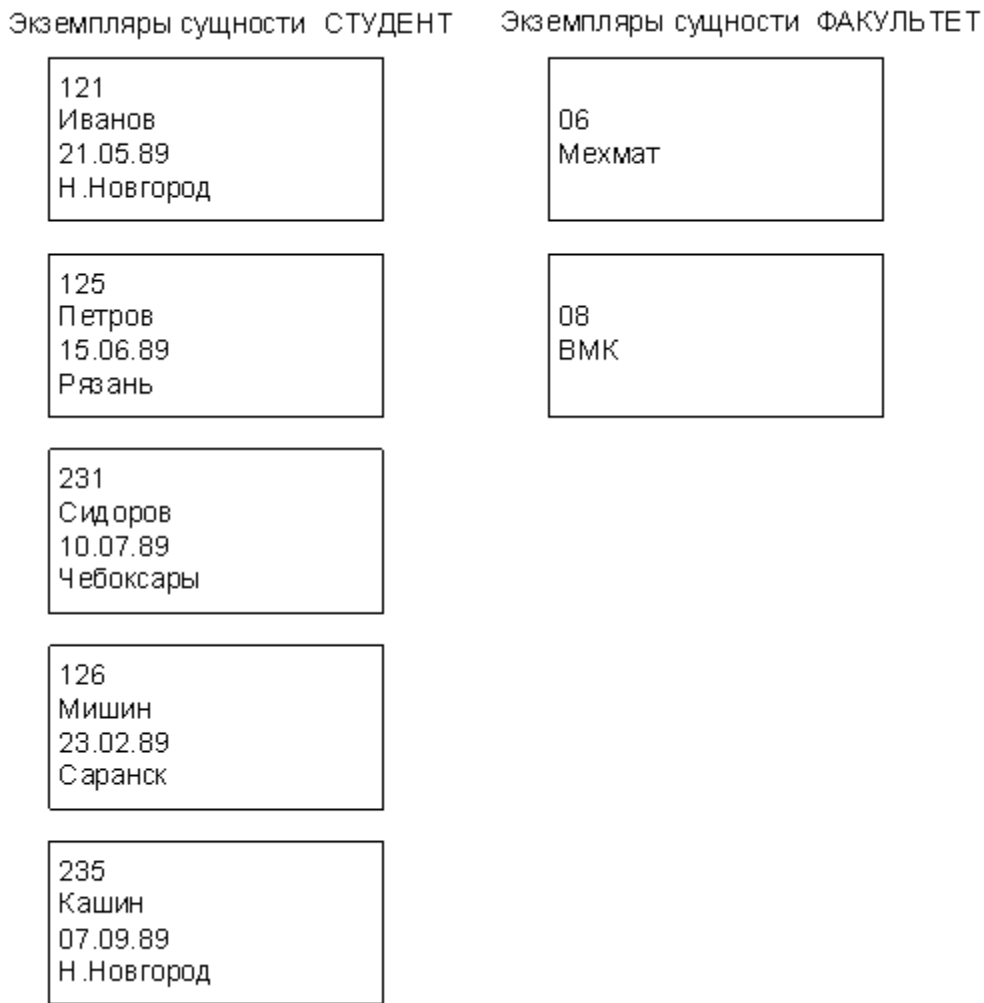 Экземпляры сущности СТУДЕНТ
121
Иванов
21.05.89
Н.Новгород
125
Петров
15.06.89
Рязань
231
Сидоров
10.07.89
Чебоксары
126
Мишин
23.02.89
Саранск
235
Кашин
07.09.89
Н.Новгород
Экземпляры сущности ФАКУЛЬТЕТ
06
Мехмат
08
ВМК